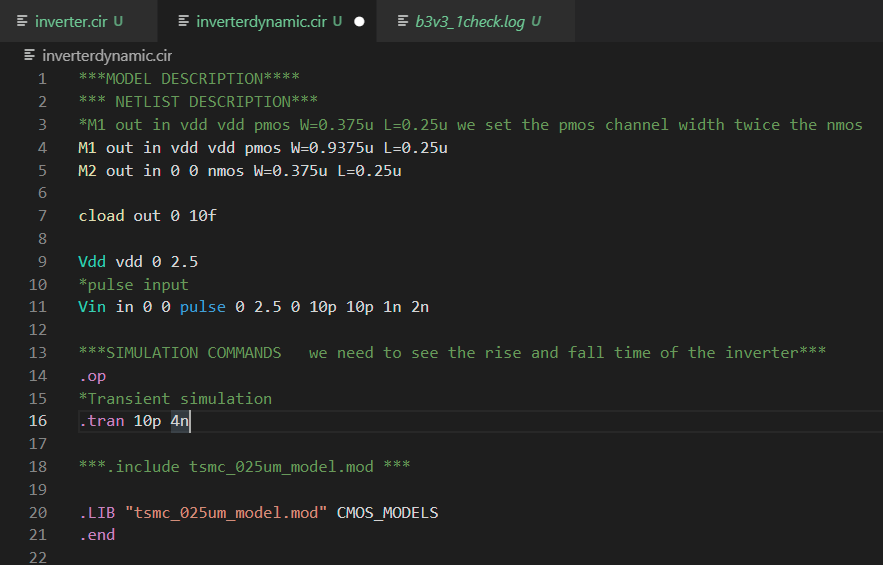 inverter.cir U inverterdynamic.cir U b3v3_1check.log U
inverterdynamic.cir
1 ***MODEL DESCRIPTION****
2 *** NETLIST DESCRIPTION***
3 *M1 out in vdd vdd pmos W=0.375u L=0.25u we set the pmos channel width twice the nmos
4 M1 out in vdd vdd pmos W=0.9375u L=0.25u
5 M2 out in 0 0 nmos W=0.375u L=0.25u
6
7 cload out 0 10f
8
9 Vdd vdd 0 2.5
10 *pulse input
11 Vin in 0 0 pulse 0 2.5 0 10p 10p 1n 2n
12
13 ***SIMULATION COMMANDS   we need to see the rise and fall time of the inverter***
14 .op
15 *Transient simulation
16 .tran 10p 4n
17
18 ***.include tsmc_025um_model.mod ***
19
20 .LIB "tsmc_025um_model.mod" CMOS_MODELS
21 .end
22